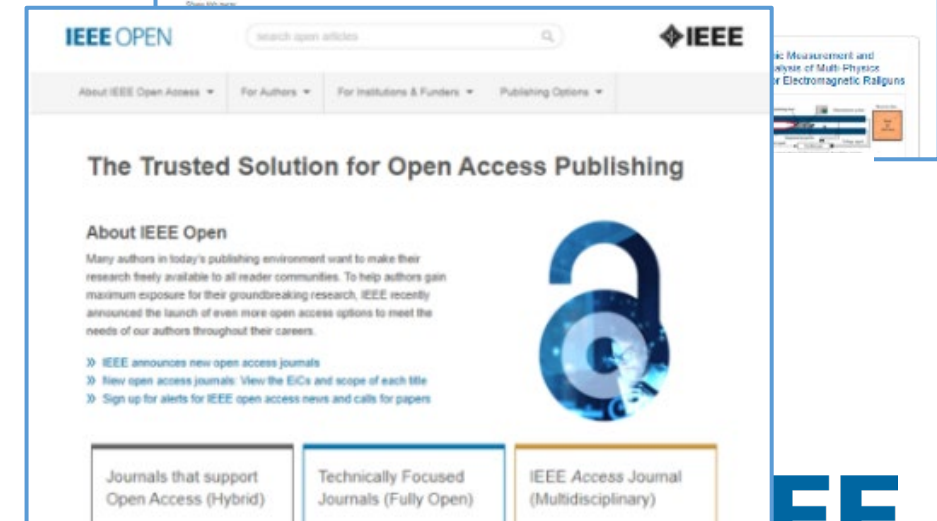 Show Job menu
IEEE OPEN
search open articles
IEEE
About IEEE Open Access
For Authors
For Institutions & Funders
Publishing Options
ic Measurement and
alysis of Multi-Physics
or Electromagnetic Railguns
The Trusted Solution for Open Access Publishing
About IEEE Open
Many authors in today's publishing environment want to make their
research freely available to all reader communities. To help authors gain
maximum exposure for their groundbreaking research, IEEE recently
announced the launch of even more open access options to meet the
needs of our authors throughout their careers.
» IEEE announces new open access journals
» New open access journals: View the EiCs and scope of each title
» Sign up for alerts for IEEE open access news and calls for papers
Journals that support
Open Access (Hybrid)
Technically Focused
Journals (Fully Open)
IEEE Access Journal
(Multidisciplinary)
EE